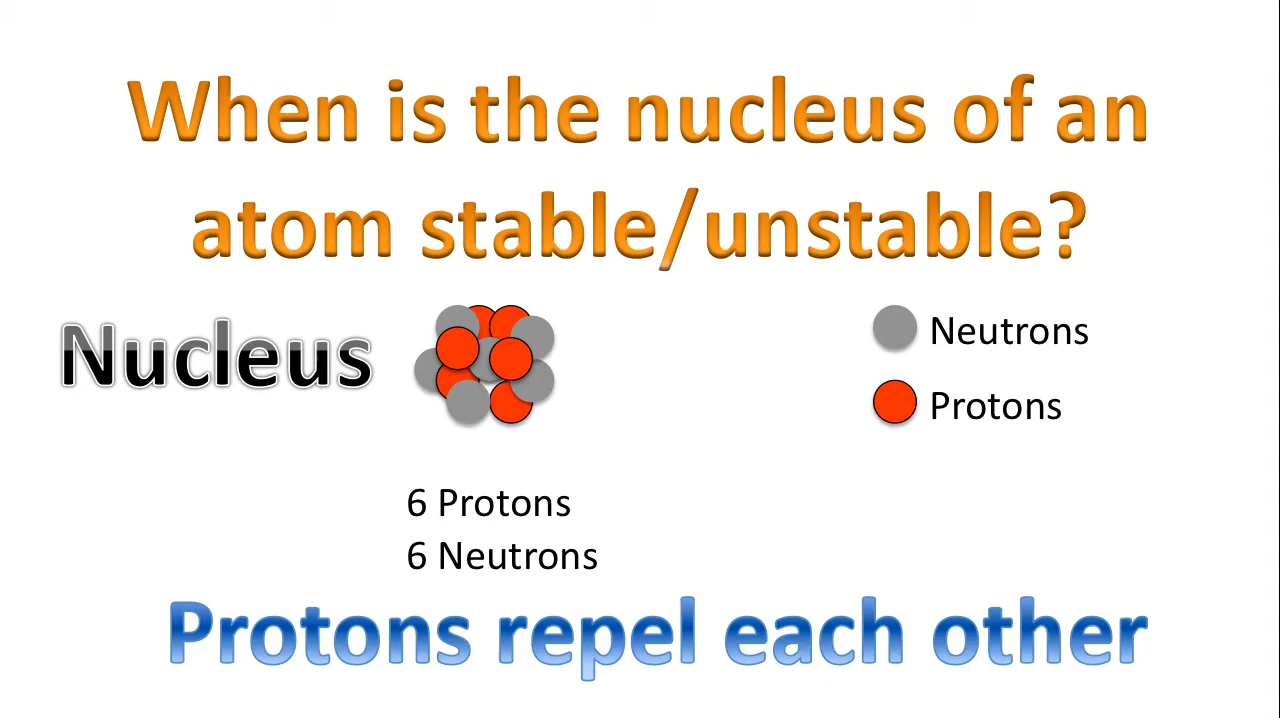 When is the nucleus of an
atom stable/unstable?
Nucleus
Neutrons
Protons
6 Protons
6 Neutrons
Protons repel each other